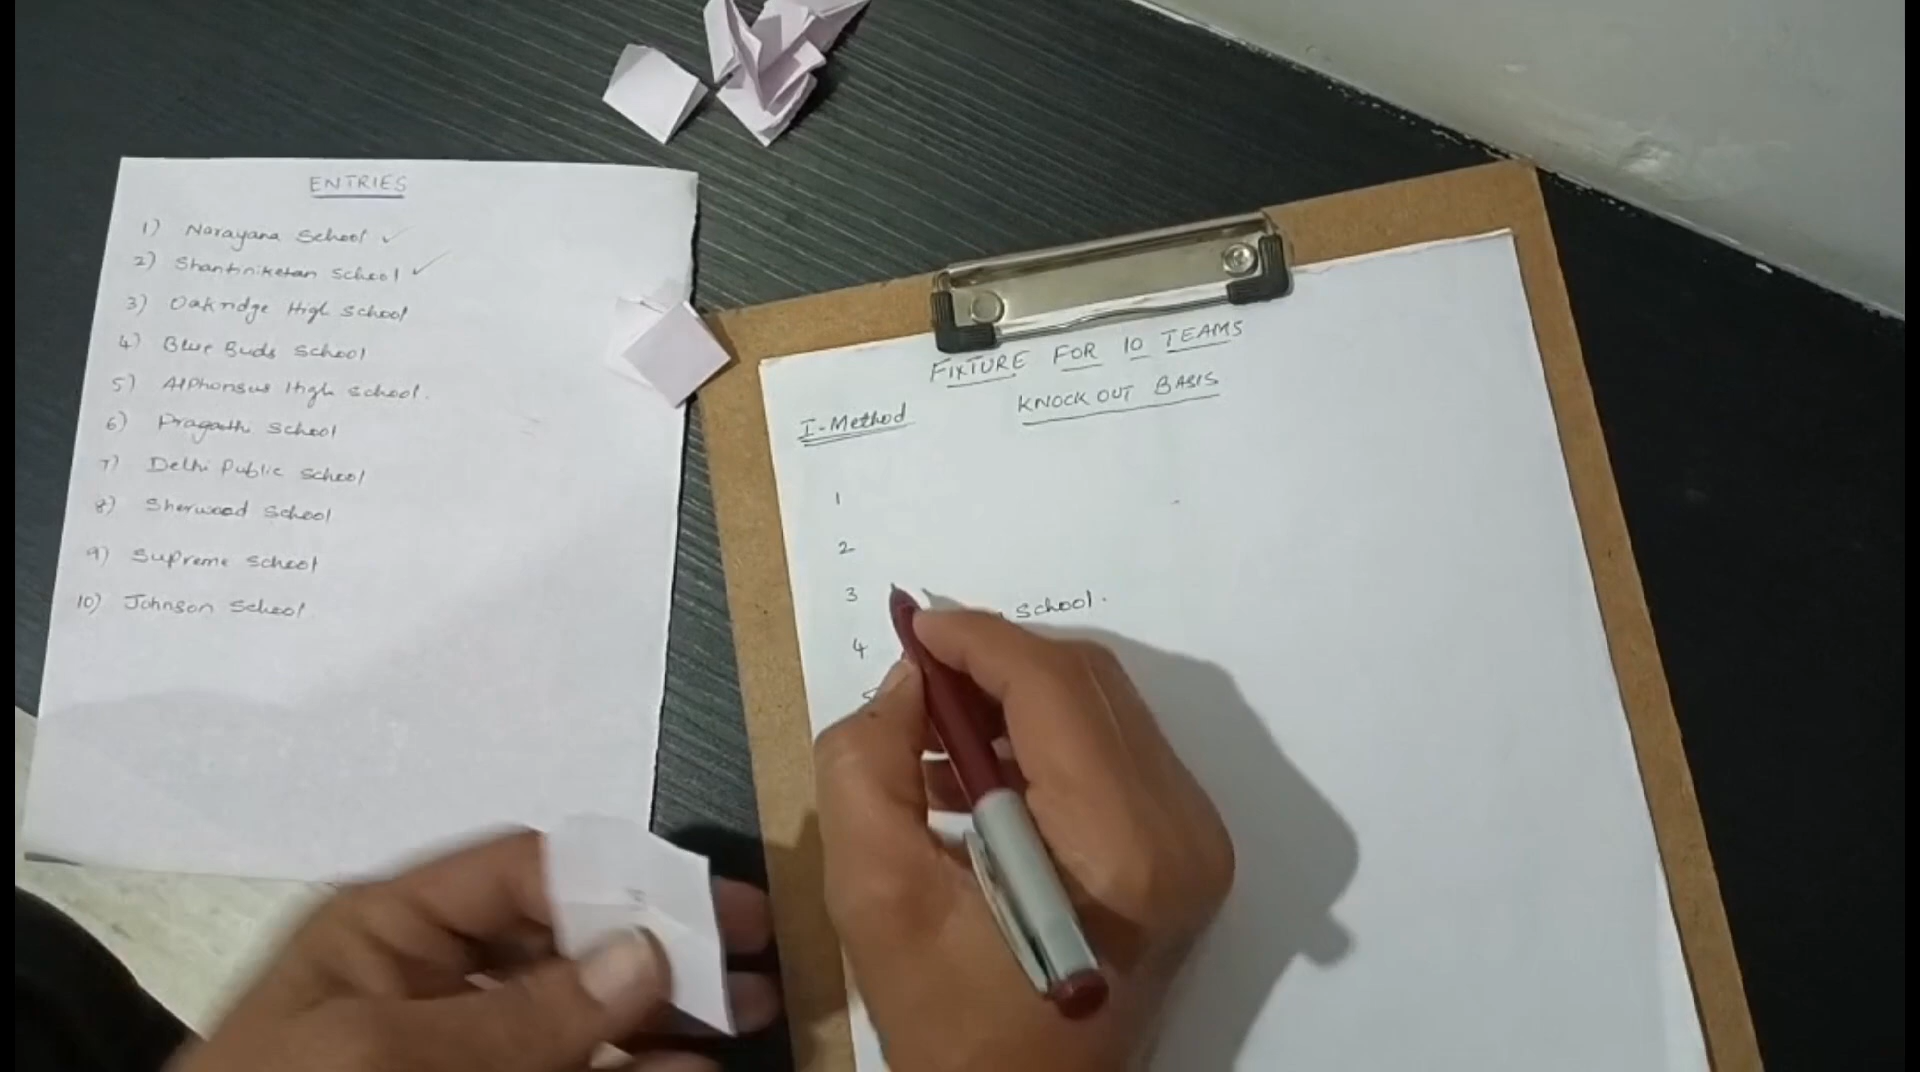 ENTRIES
1) Narayana School ✓
2) Shantiniketan School ✓
3) Oakridge High School
4) Blue Buds School
5) Alphonsus High School.
6) Pragathi School
7) Delhi Public School
8) Sherwood School
9) Supreme School
10) Johnson School
FIXTURE FOR 10 TEAMS
KNOCK OUT BASIS
I-Method
1
2
3
School.
4